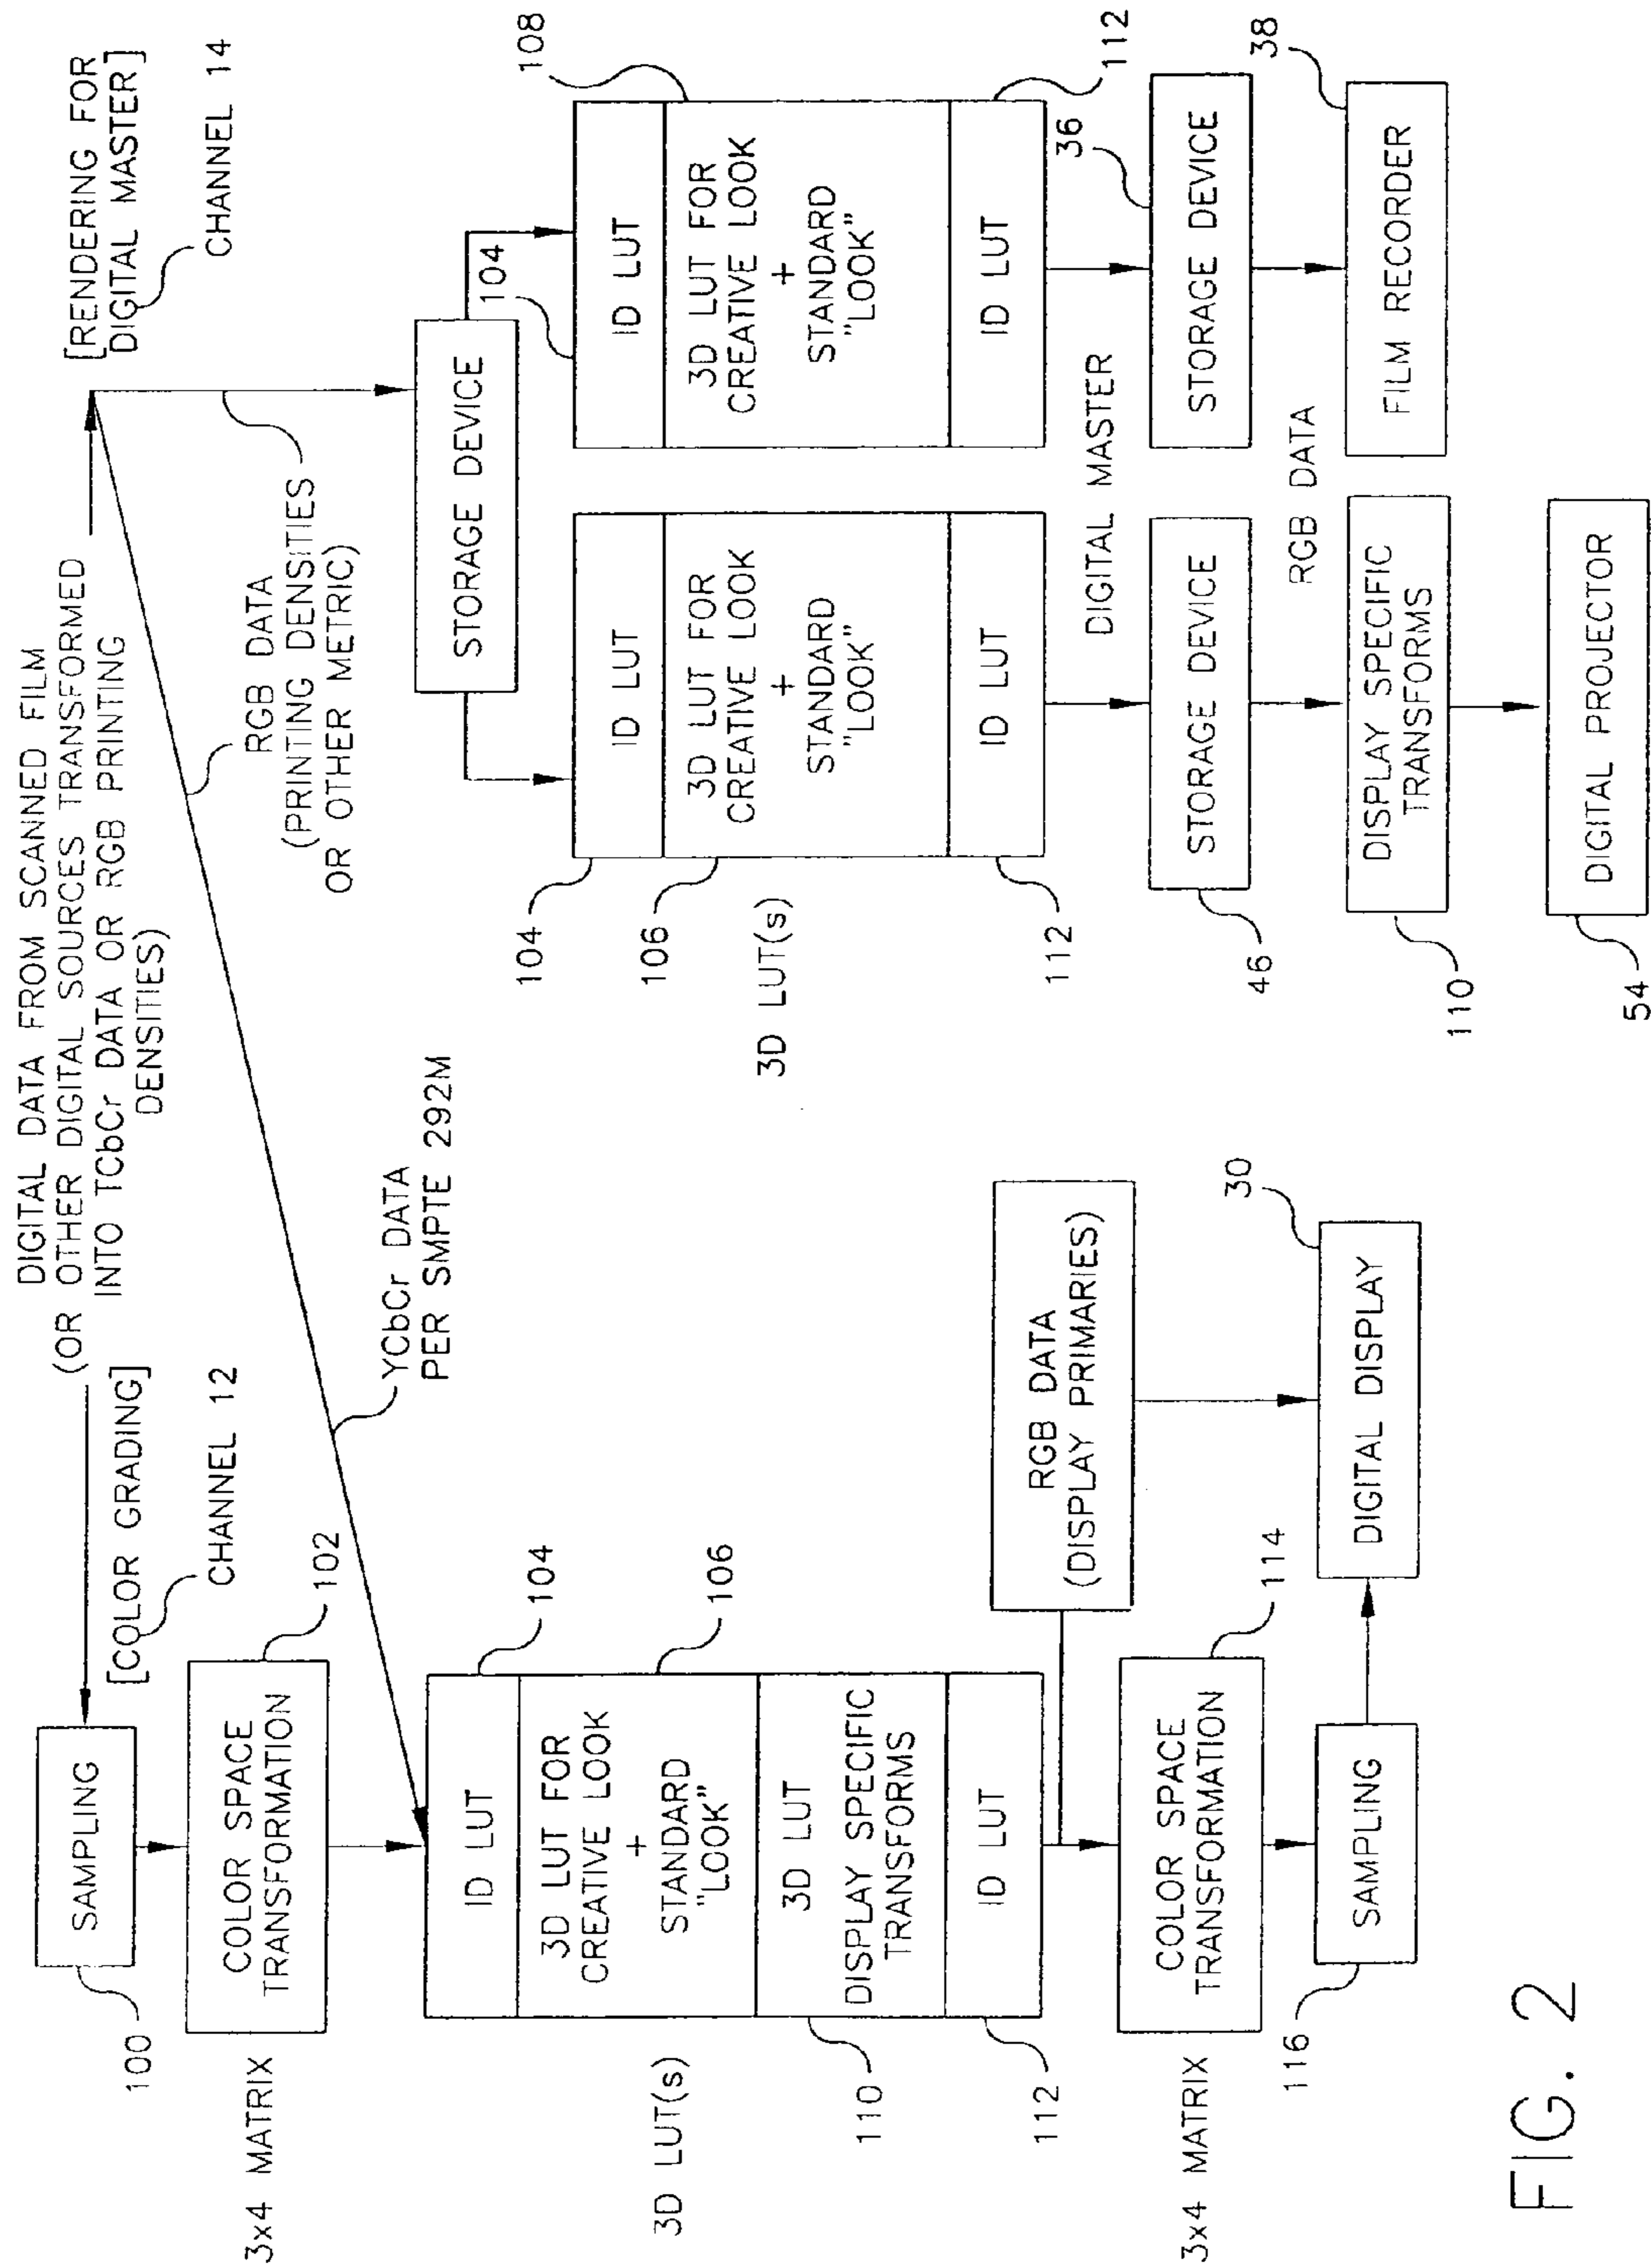 DIGITAL DATA FROM SCANNED FILM
(OR OTHER DIGITAL SOURCES TRANSFORMED
INTO TCbCr DATA OR RGB PRINTING
DENSITIES)
[COLOR GRADING]
CHANNEL 12
[RENDERING FOR
DIGITAL MASTER]
CHANNEL 14
SAMPLING
100
3x4 MATRIX
COLOR SPACE
TRANSFORMATION
102
YCbCr DATA
PER SMPTE 292M
RGB DATA
(PRINTING DENSITIES
OR OTHER METRIC)
3D LUT(s)
ID LUT
104
3D LUT FOR
CREATIVE LOOK
+
STANDARD
"LOOK"
106
3D LUT
DISPLAY SPECIFIC
TRANSFORMS
110
ID LUT
112
RGB DATA
(DISPLAY PRIMARIES)
3x4 MATRIX
COLOR SPACE
TRANSFORMATION
114
SAMPLING
116
DIGITAL DISPLAY
30
STORAGE DEVICE
3D LUT(s)
104
ID LUT
106
3D LUT FOR
CREATIVE LOOK
+
STANDARD
"LOOK"
112
ID LUT
104
ID LUT
108
3D LUT FOR
CREATIVE LOOK
+
STANDARD
"LOOK"
ID LUT
112
DIGITAL MASTER
46
STORAGE DEVICE
36
STORAGE DEVICE
RGB DATA
110
DISPLAY SPECIFIC
TRANSFORMS
38
FILM RECORDER
54
DIGITAL PROJECTOR
FIG. 2